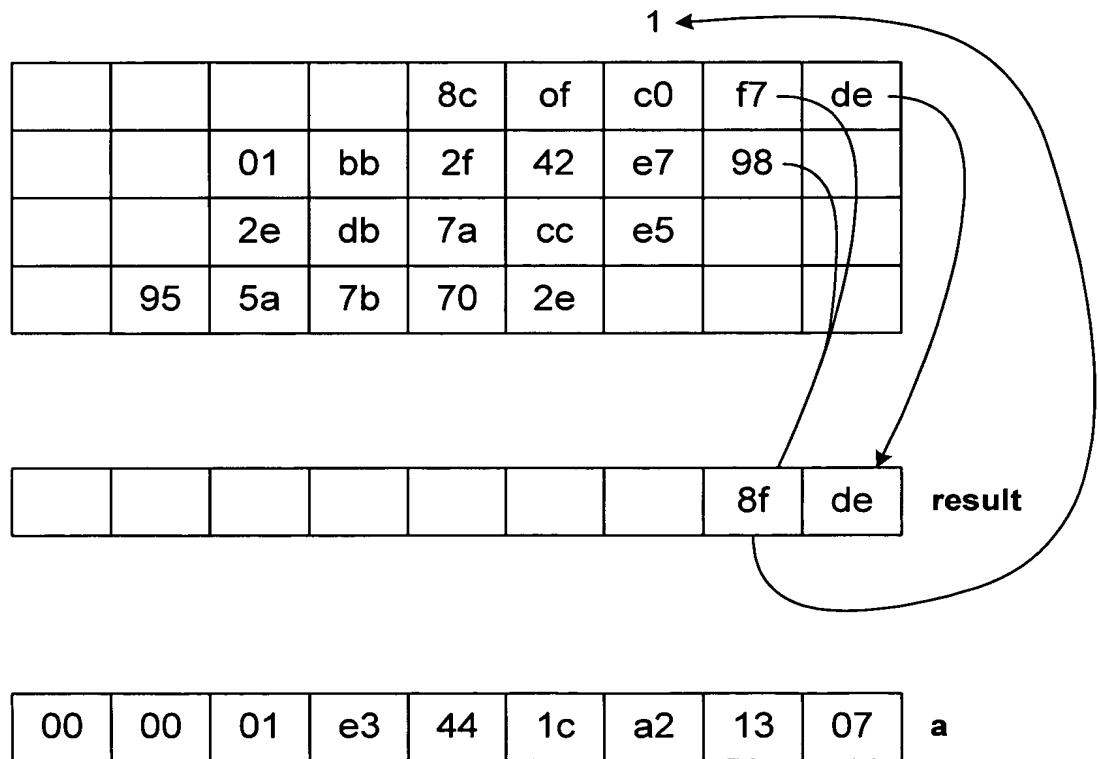 1
8c of c0 f7 de
01 bb 2f 42 e7 98
2e db 7a cc e5
95 5a 7b 70 2e
8f de result
00 00 01 e3 44 1c a2 13 07 a